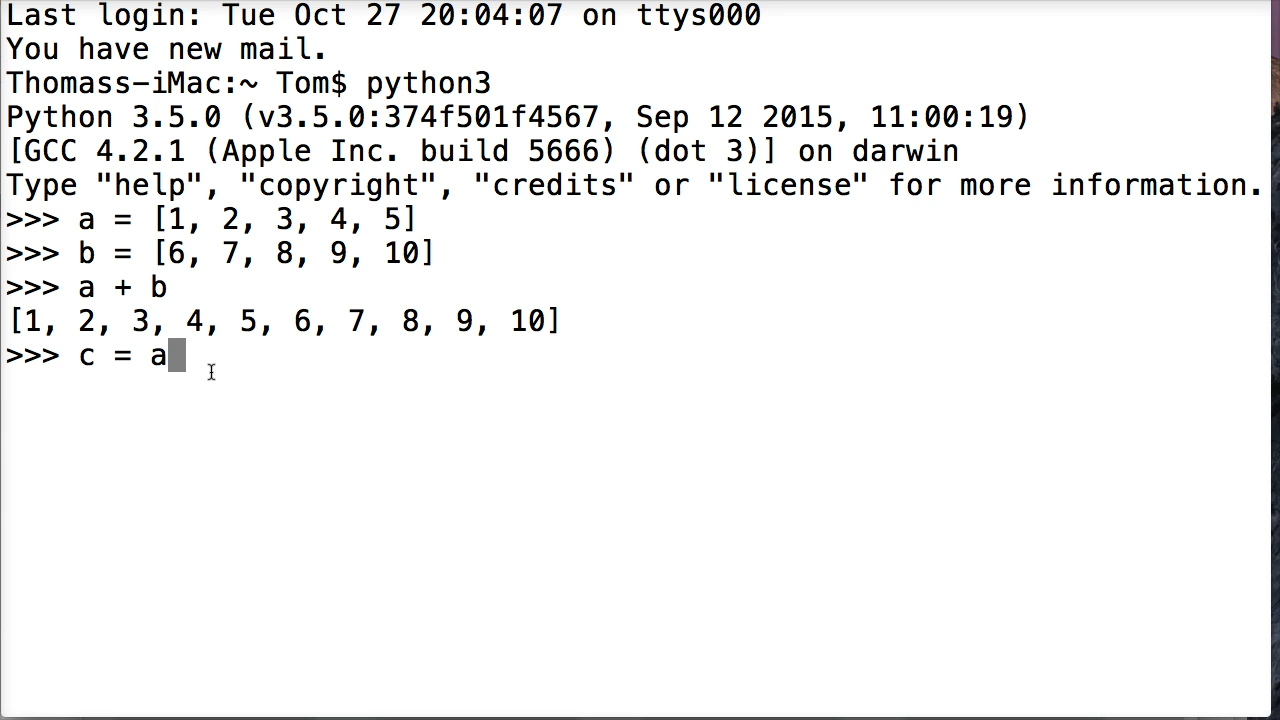 Last login: Tue Oct 27 20:04:07 on ttys000
You have new mail.
Thomass-iMac:~ Tom$ python3
Python 3.5.0 (v3.5.0:374f501f4567, Sep 12 2015, 11:00:19)
[GCC 4.2.1 (Apple Inc. build 5666) (dot 3)] on darwin
Type "help", "copyright", "credits" or "license" for more information.
>>> a = [1, 2, 3, 4, 5]
>>> b = [6, 7, 8, 9, 10]
>>> a + b
[1, 2, 3, 4, 5, 6, 7, 8, 9, 10]
>>> c = a